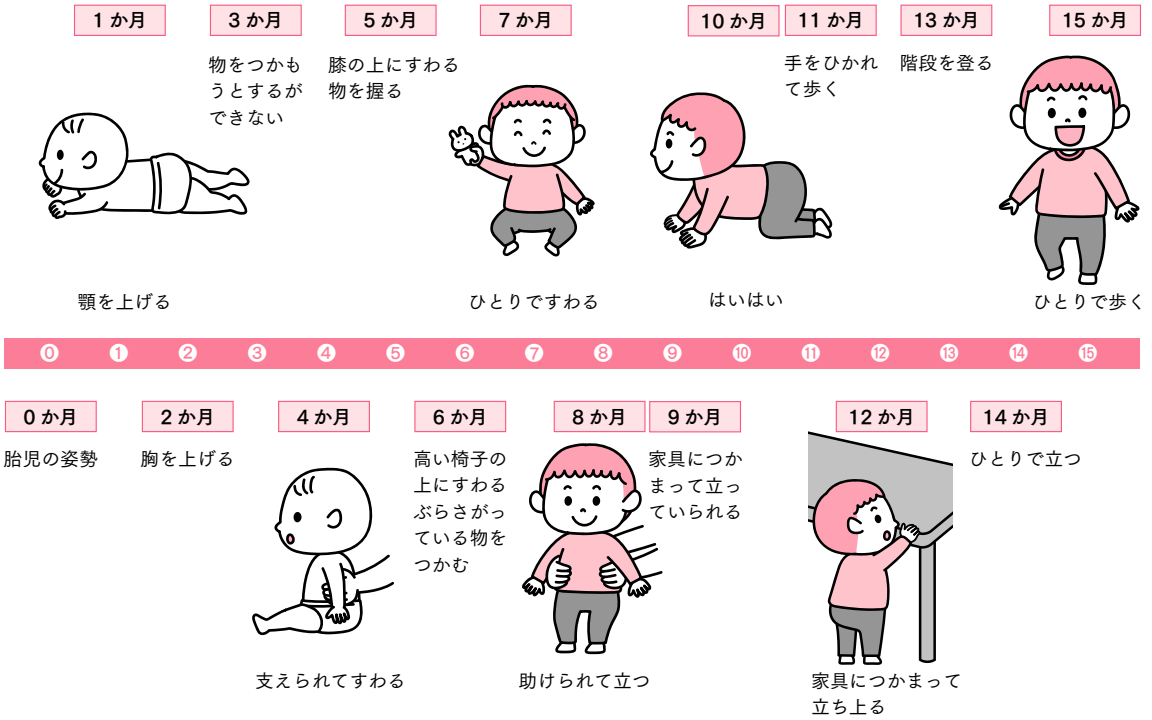 1か月
3か月
5か月
7か月
10か月
11か月
13か月
15か月
物をつかも
うとするが
できない
膝の上にすわる
物を握る
手をひかれ
て歩く
階段を登る
顎を上げる
ひとりですわる
はいはい
ひとりで歩く
0 1 2 3 4 5 6 7 8 9 10 11 12 13 14 15
0か月
2か月
4か月
6か月
8か月
9か月
12か月
14か月
胎児の姿勢
胸を上げる
高い椅子の
上にすわる
ぶらさがっ
ている物を
つかむ
家具につか
まって立っ
ていられる
ひとりで立つ
支えられてすわる
助けられて立つ
家具につかまって
立ち上る